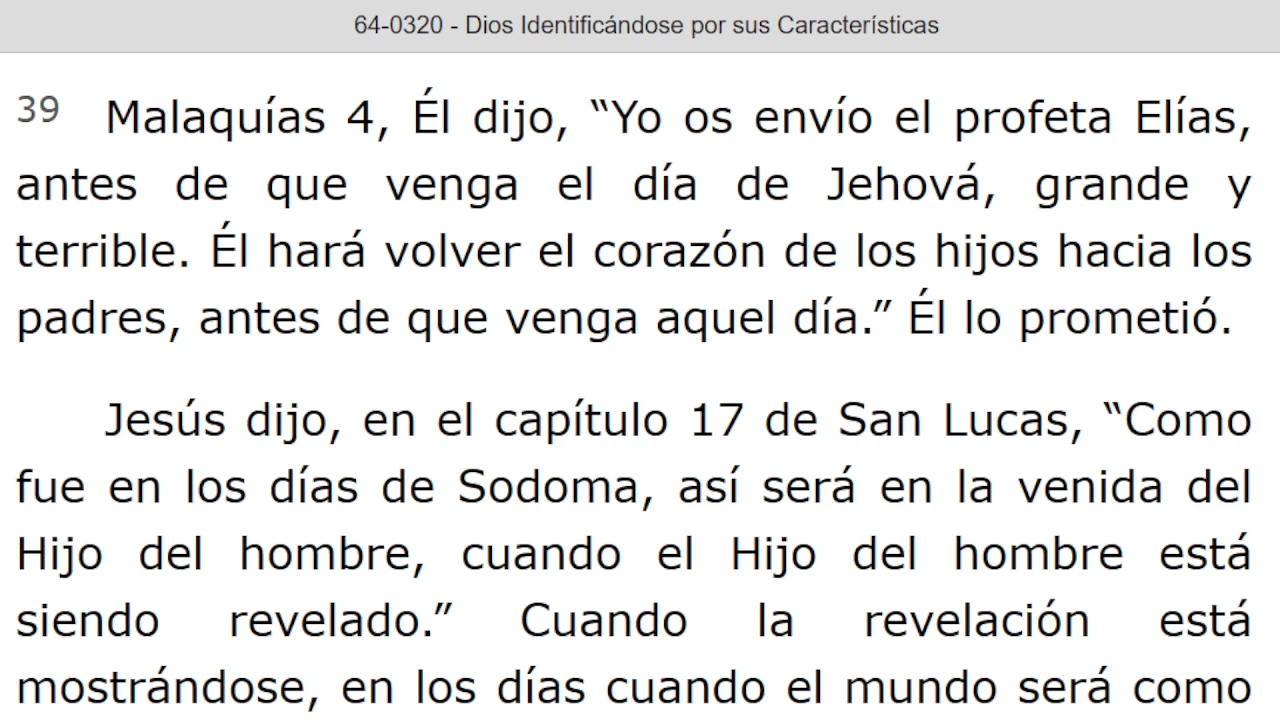 64-0320 - Dios Identificándose por sus Características
39 Malaquías 4, Él dijo, “Yo os envío el profeta Elías,
antes de que venga el día de Jehová, grande y
terrible. Él hará volver el corazón de los hijos hacia los
padres, antes de que venga aquel día.” Él lo prometió.
Jesús dijo, en el capítulo 17 de San Lucas, “Como
fue en los días de Sodoma, así será en la venida del
Hijo del hombre, cuando el Hijo del hombre está
siendo revelado.” Cuando la revelación está
mostrándose, en los días cuando el mundo será como